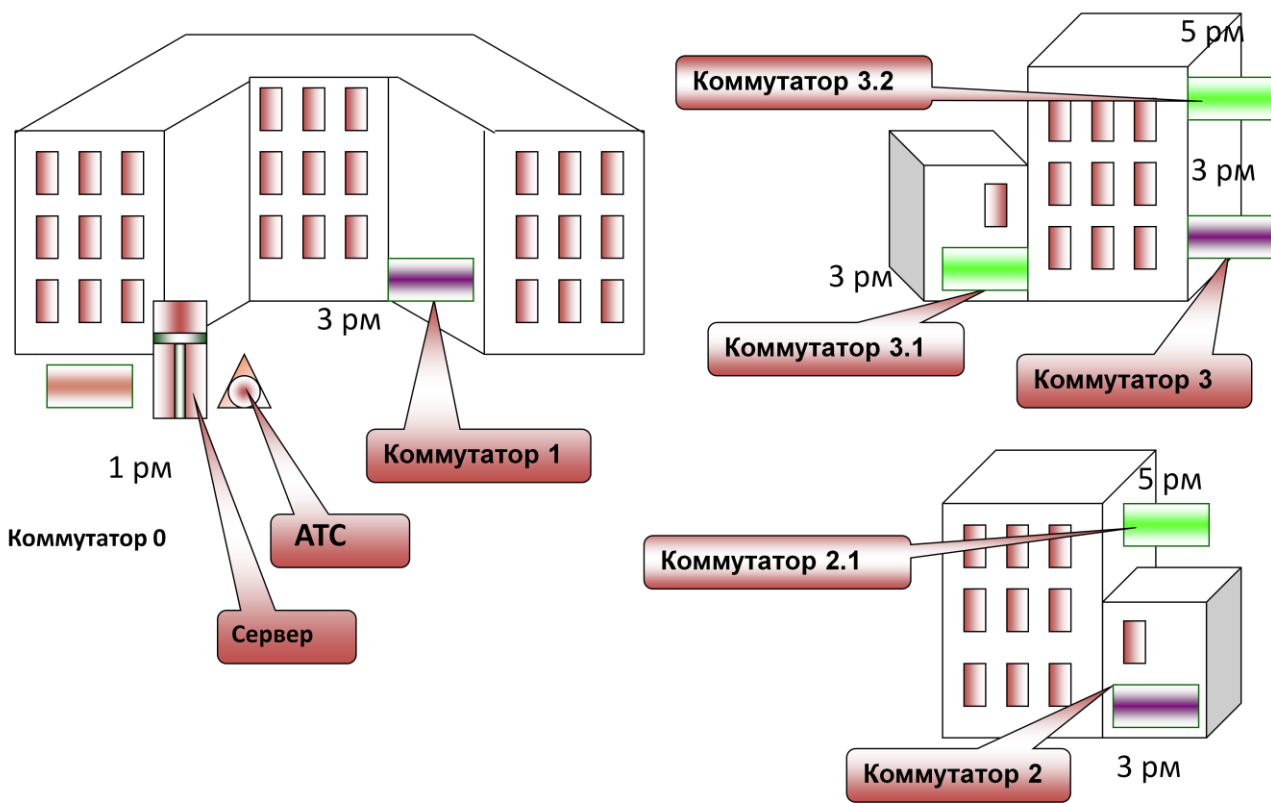 5 рм
Коммутатор 3.2
3 рм
3 рм
3 рм
Коммутатор 3.1
Коммутатор 3
Коммутатор 1
1 рм
5 рм
АТС
Коммутатор 0
Коммутатор 2.1
Сервер
Коммутатор 2
3 рм